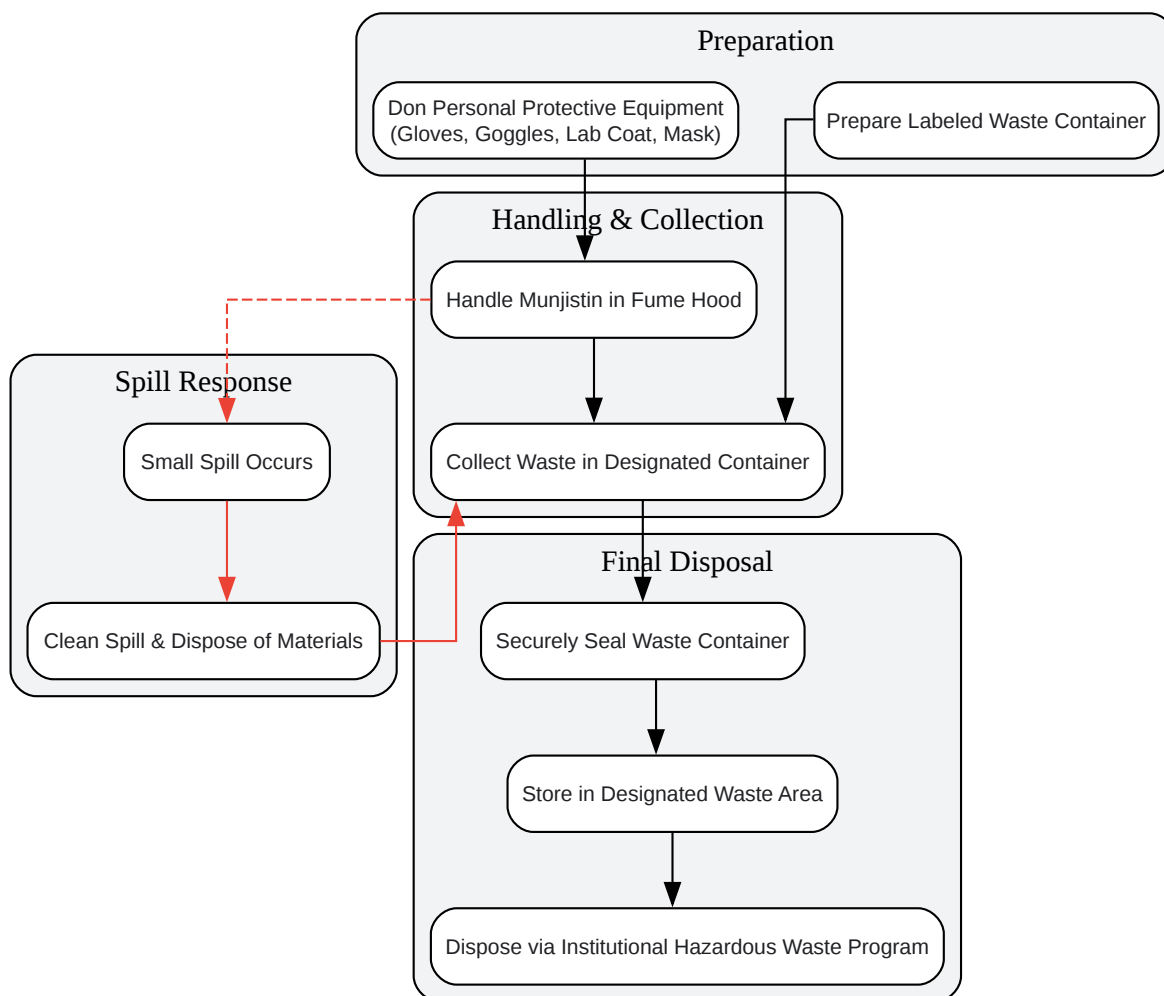 Preparation
Don Personal Protective Equipment
(Gloves, Goggles, Lab Coat, Mask)
Prepare Labeled Waste Container
Handling & Collection
Handle Munjistin in Fume Hood
Spill Response
Small Spill Occurs
Collect Waste in Designated Container
Final Disposal
Clean Spill & Dispose of Materials
Securely Seal Waste Container
Store in Designated Waste Area
Dispose via Institutional Hazardous Waste Program